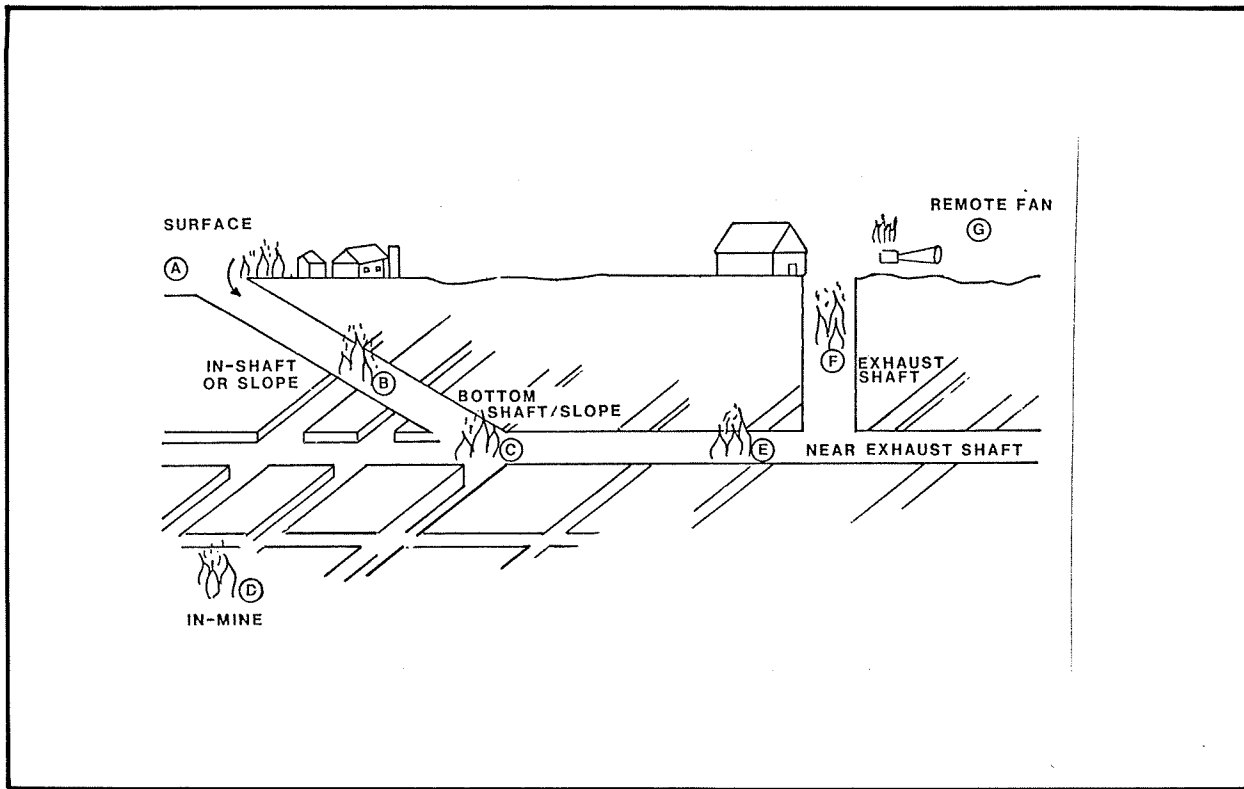 SURFACE
A
REMOTE FAN
G
IN-SHAFT
OR SLOPE
B
BOTTOM
SHAFT/SLOPE
C
F
EXHAUST
SHAFT
E
NEAR EXHAUST SHAFT
D
IN-MINE